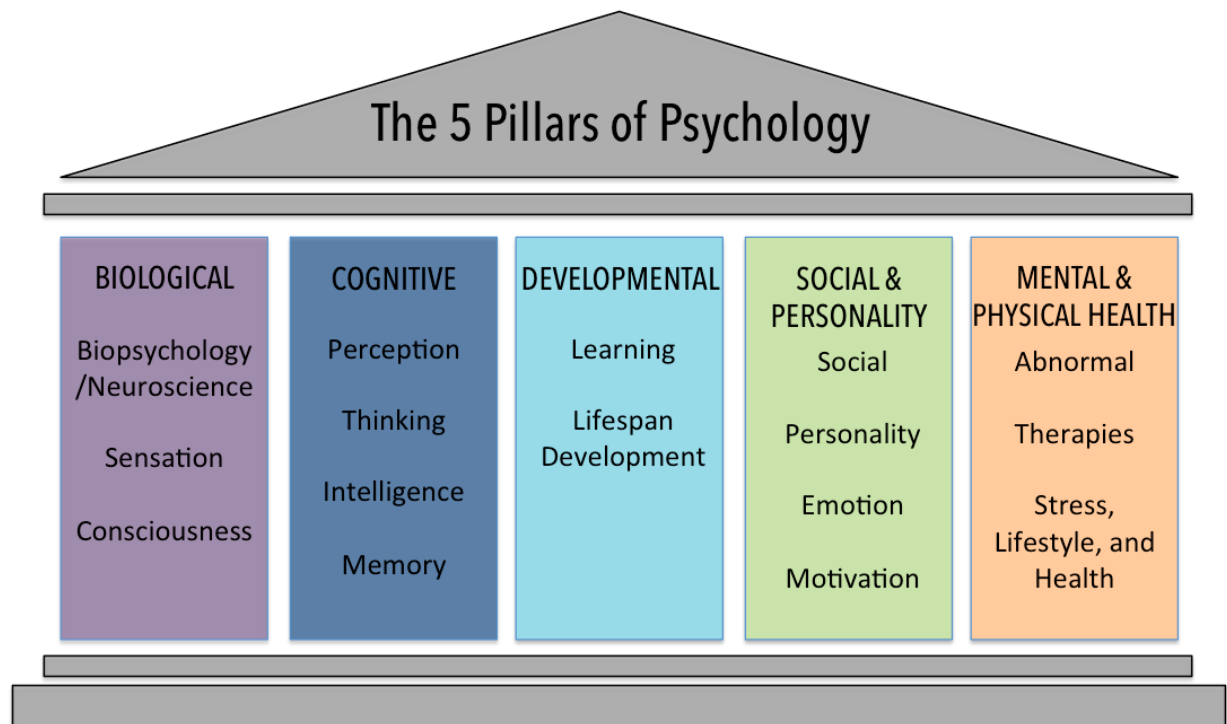 The 5 Pillars of Psychology
BIOLOGICAL
Biopsychology
/Neuroscience
Sensation
Consciousness
COGNITIVE
Perception
Thinking
Intelligence
Memory
DEVELOPMENTAL
Learning
Lifespan
Development
SOCIAL &
PERSONALITY
Social
Personality
Emotion
Motivation
MENTAL &
PHYSICAL HEALTH
Abnormal
Therapies
Stress,
Lifestyle, and
Health